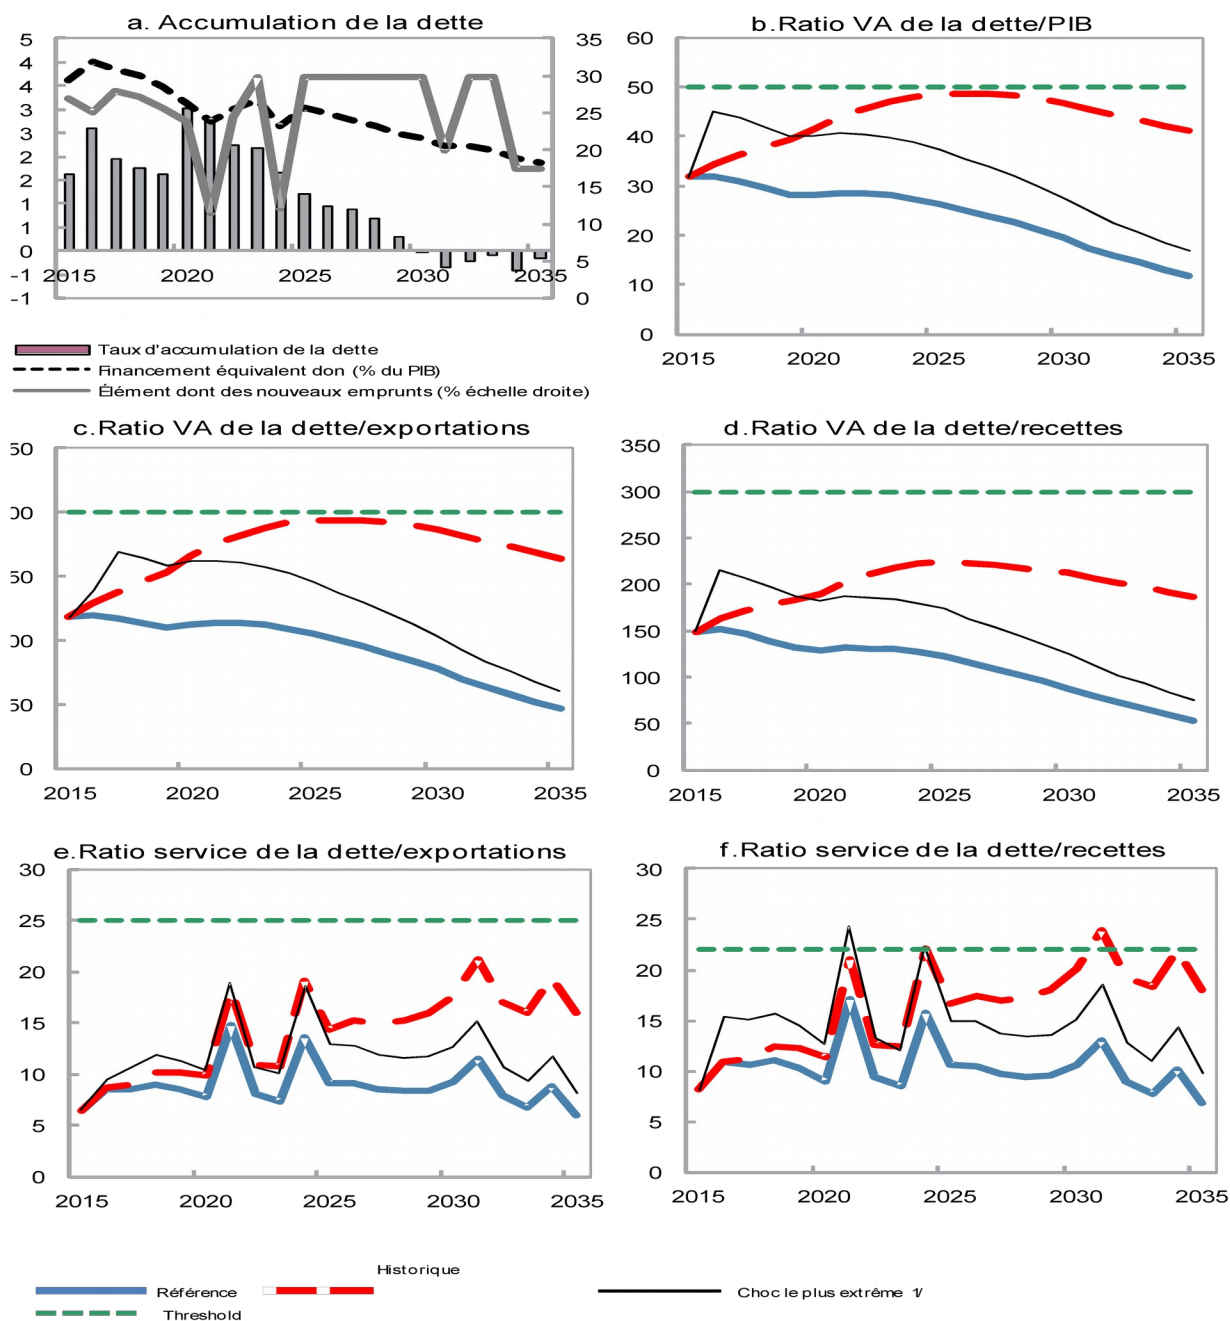 a. Accumulation de la dette
5
4
4
3
3
2
2
1
1
0
-1
-1
35
30
25
20
15
10
5
0
2015 2020 2025 2030 2035
Taux d'accumulation de la dette
Financement équivalent don (% du PIB)
Élément dont des nouveaux emprunts (% échelle droite)
b.Ratio VA de la dette/PIB
60
50
40
30
20
10
0
2015 2020 2025 2030 2035
c.Ratio VA de la dette/exportations
50
00
50
00
50
0
2015 2020 2025 2030 2035
d.Ratio VA de la dette/recettes
350
300
250
200
150
100
50
0
2015 2020 2025 2030 2035
e.Ratio service de la dette/exportations
30
25
20
15
10
5
0
2015 2020 2025 2030 2035
f.Ratio service de la dette/recettes
30
25
20
15
10
5
0
2015 2020 2025 2030 2035
Historique
Référence
Choc le plus extrême 1/
Threshold